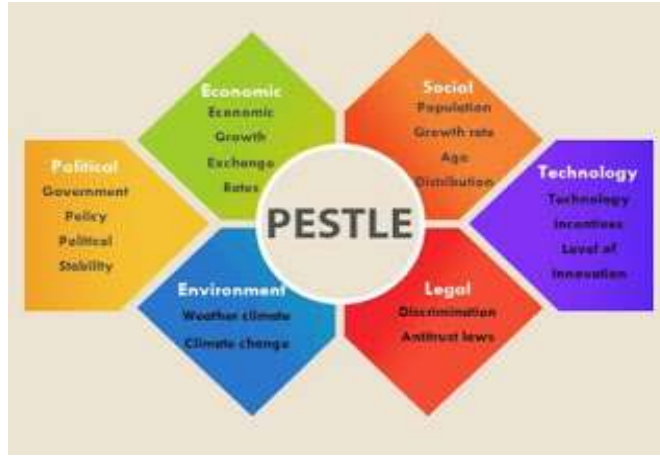 Political
Government
Policy
Political
Stability
Economic
Economic
Growth
Exchange
Rates
Social
Population
Growth rate
Age
Distribution
Technology
Technology
Incentives
Level of
Innovation
PESTLE
Environment
Weather climate
Climate change
Legal
Discrimination
Antitrust laws